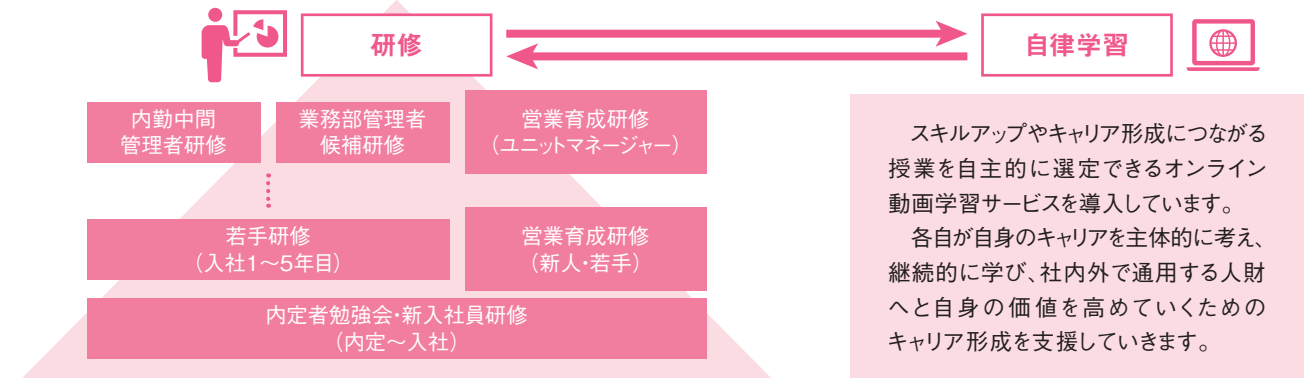 研修
自律学習
内勤中間
管理者研修
業務部管理者
候補研修
営業育成研修
（ユニットマネージャー）
若手研修
（入社1～5年目）
営業育成研修
（新人・若手）
内定者勉強会・新入社員研修
（内定～入社）
スキルアップやキャリア形成につながる
授業を自主的に選定できるオンライン
動画学習サービスを導入しています。
各自が自身のキャリアを主体的に考え、
継続的に学び、社内外で通用する人財
へと自身の価値を高めていくための
キャリア形成を支援していきます。